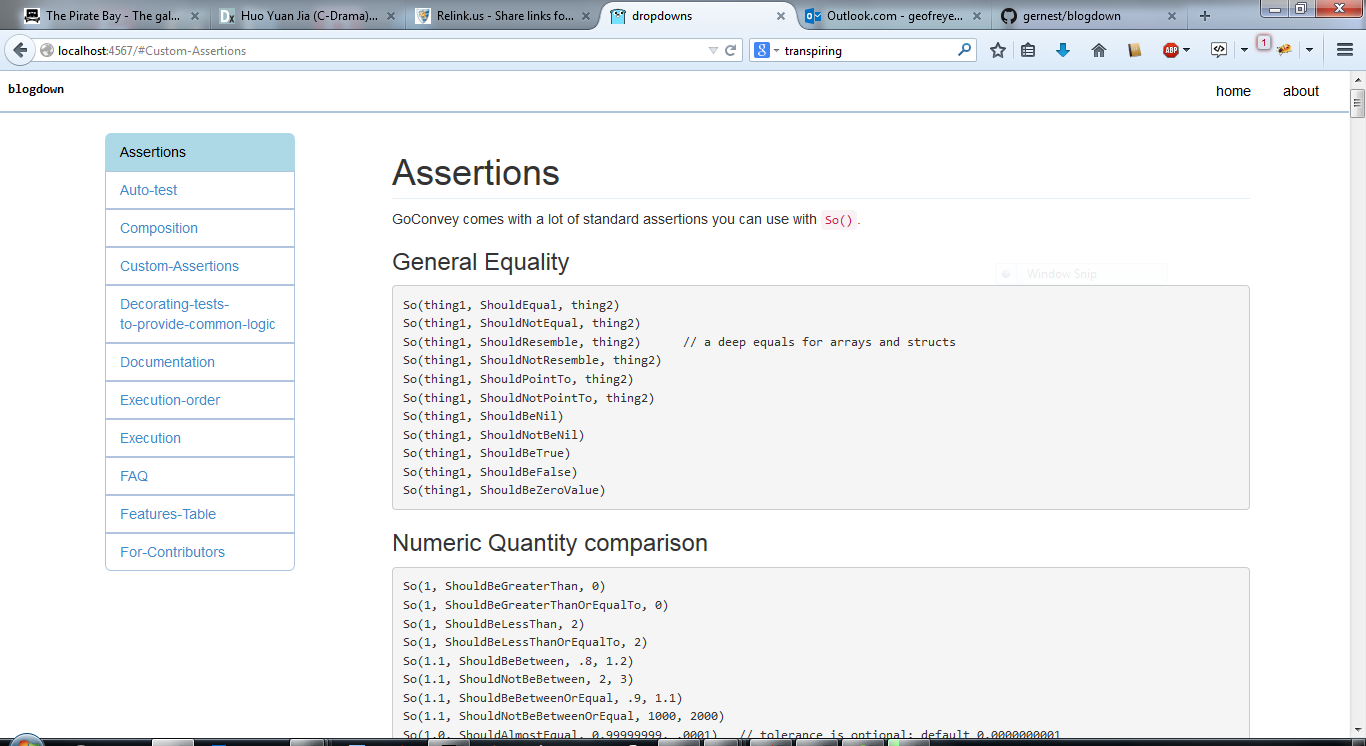 The Pirate Bay - The gal...
Huo Yuan Jia (C-Drama)...
Relink.us - Share links fo...
dropdowns
Outlook.com - geofreye...
gernest/blogdown
localhost:4567/#Custom-Assertions
8
transpiring
ABP
1
blogdown
home
about
Assertions
Auto-test
Composition
Custom-Assertions
Decorating-tests-
to-provide-common-logic
Documentation
Execution-order
Execution
FAQ
Features-Table
For-Contributors
Assertions
GoConvey comes with a lot of standard assertions you can use with So().
General Equality
Window Snip
So(thing1, ShouldEqual, thing2)
So(thing1, ShouldNotEqual, thing2)
So(thing1, ShouldResemble, thing2)      // a deep equals for arrays and structs
So(thing1, ShouldNotResemble, thing2)
So(thing1, ShouldPointTo, thing2)
So(thing1, ShouldNotPointTo, thing2)
So(thing1, ShouldBeNil)
So(thing1, ShouldNotBeNil)
So(thing1, ShouldBeTrue)
So(thing1, ShouldBeFalse)
So(thing1, ShouldBeZeroValue)
Numeric Quantity comparison
So(1, ShouldBeGreaterThan, 0)
So(1, ShouldBeGreaterThanOrEqualTo, 0)
So(1, ShouldBeLessThan, 2)
So(1, ShouldBeLessThanOrEqualTo, 2)
So(1.1, ShouldBeBetween, .8, 1.2)
So(1.1, ShouldNotBeBetween, 2, 3)
So(1.1, ShouldBeBetweenOrEqual, .9, 1.1)
So(1.1, ShouldNotBeBetweenOrEqual, 1000, 2000)
So(1.0, ShouldAlmostEqual, 0.99999999, .0001)   // tolerance is optional; default 0.0000000001